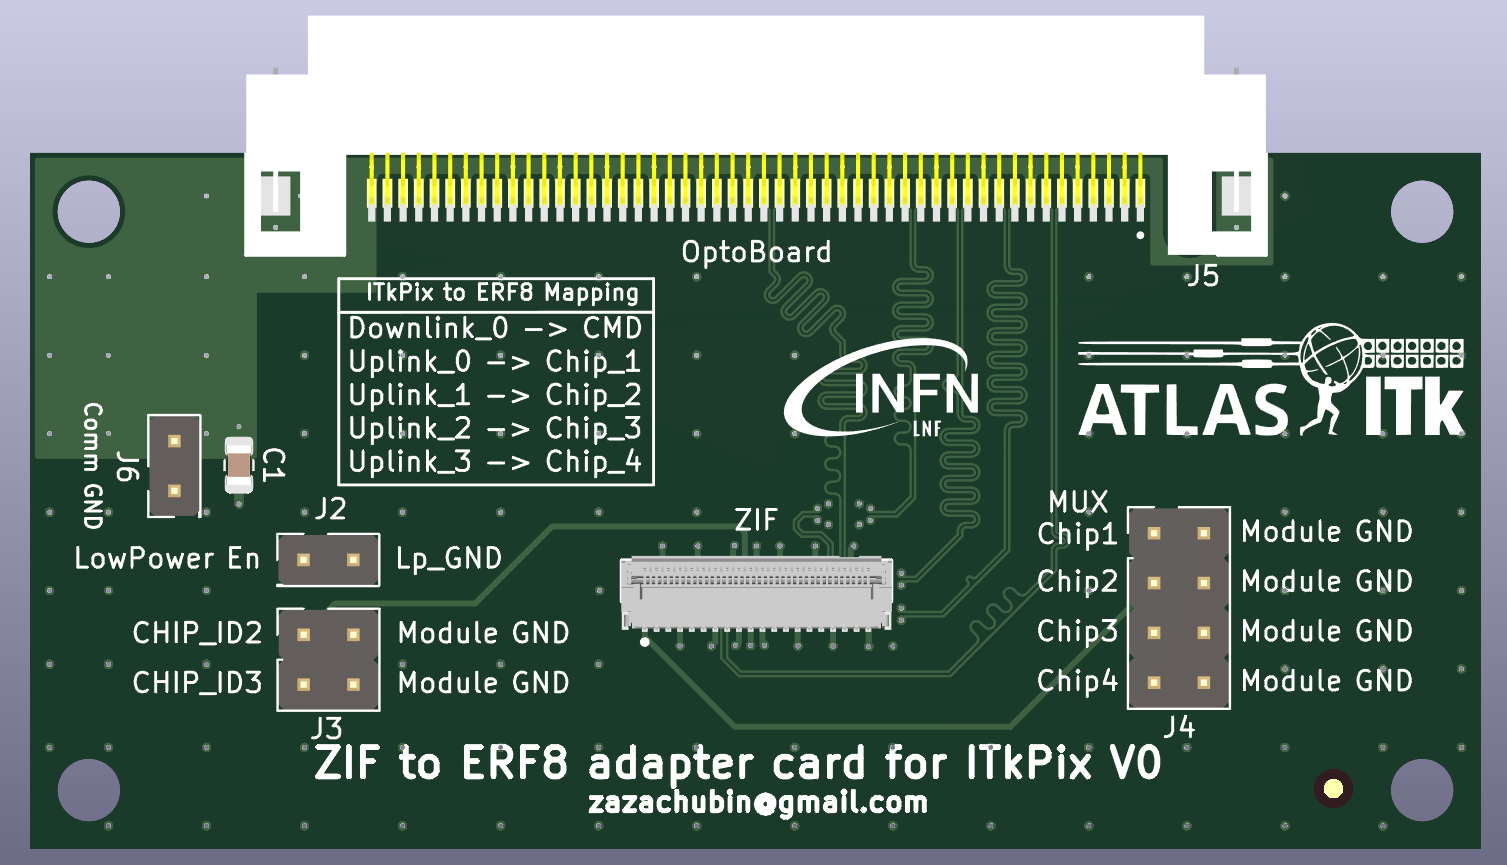 OptoBoard
J5
ITkPix to ERF8 Mapping
Downlink_0 -> CMD
Uplink_0 -> Chip_1
Uplink_1 -> Chip_2
Uplink_2 -> Chip_3
Uplink_3 -> Chip_4
INFN
LNF
ATLAS ITk
Comm GND
J6
C1
J2
LowPower En
Lp_GND
CHIP_ID2
Module GND
CHIP_ID3
Module GND
J3
ZIF
MUX
Chip1
Module GND
Chip2
Module GND
Chip3
Module GND
Chip4
Module GND
J4
ZIF to ERF8 adapter card for ITkPix V0
zazachubin@gmail.com